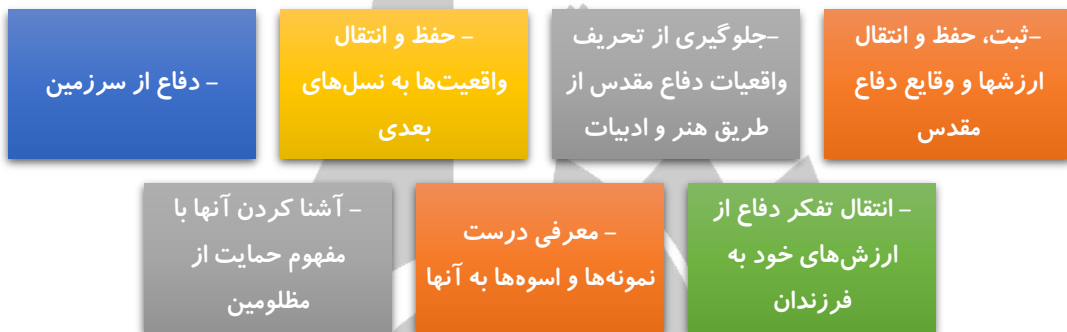 –ثبت، حفظ و انتقال
ارزشها و وقایع دفاع
مقدس
–جلوگیری از تحریف
واقعیات دفاع مقدس از
طریق هنر و ادبیات
– حفظ و انتقال
واقعیت‌ها به نسل‌های
بعدی
– دفاع از سرزمین
– انتقال تفکر دفاع از
ارزش‌های خود به
فرزندان
– معرفی درست
نمونه‌ها و اسوه‌ها به آنها
– آشنا کردن آنها با
مفهوم حمایت از
مظلومین